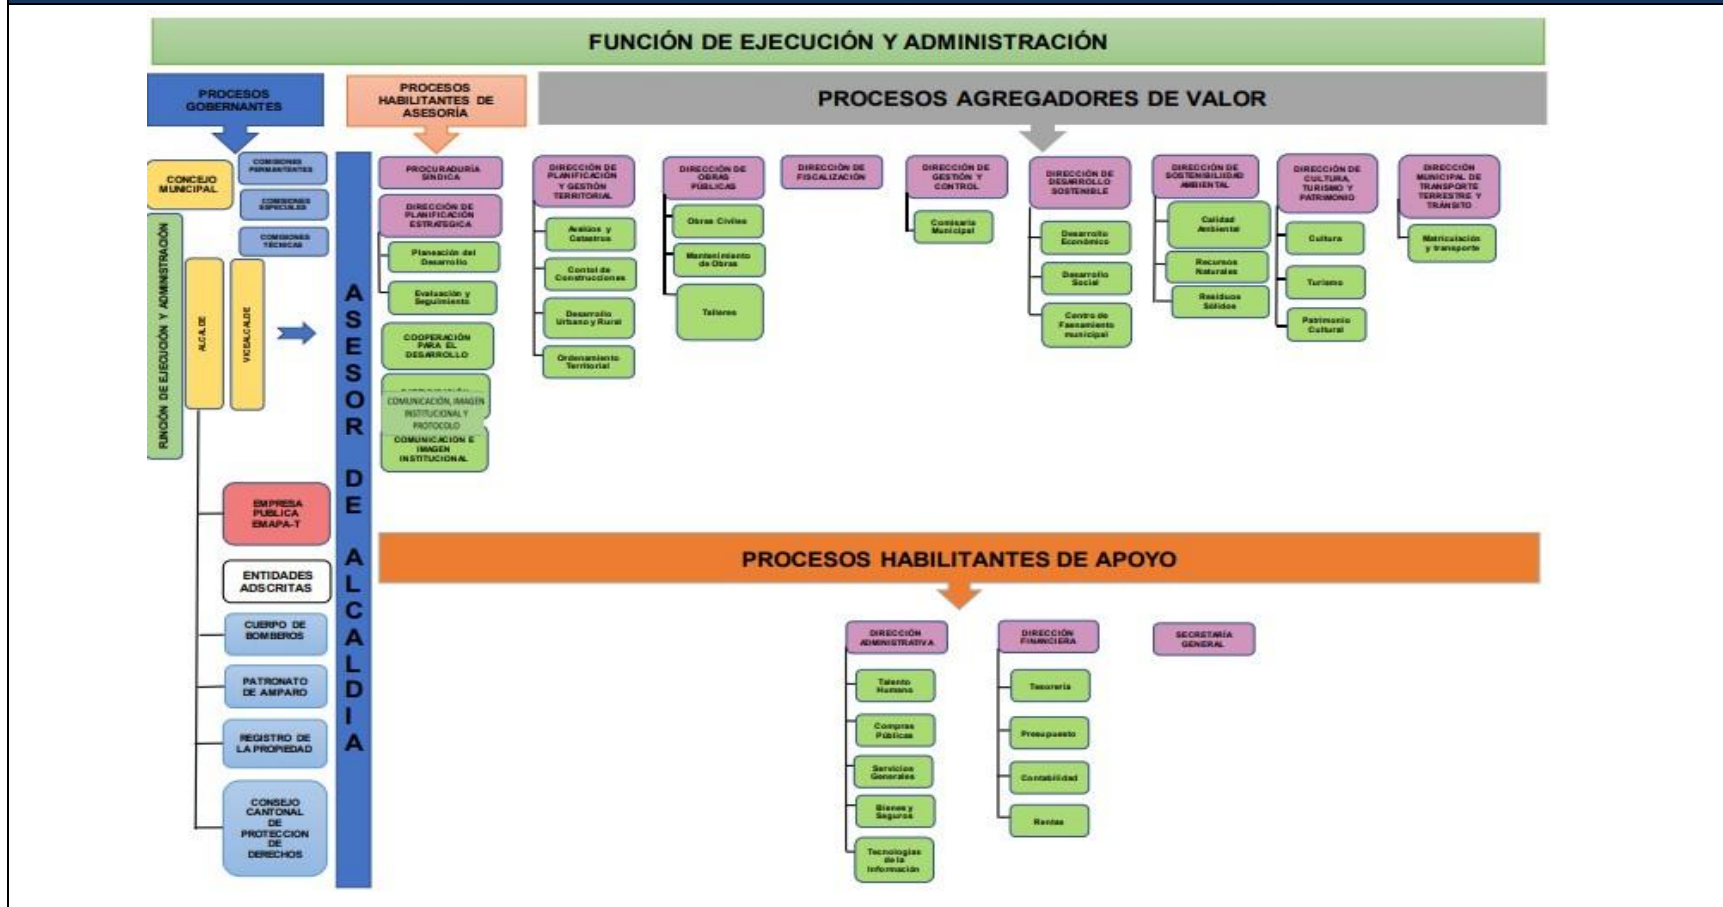 FUNCIÓN DE EJECUCIÓN Y ADMINISTRACIÓN
PROCESOS
GOBERNANTES
PROCESOS
HABILITANTES DE
ASESORÍA
PROCESOS AGREGADORES DE VALOR
CONCEJO
MUNICIPAL
COMISIONES
PERMANTENTES
COMISIONES
ESPECIALES
COMISIONES
TÉCNICAS
FUNCIÓN DE EJECUCIÓN Y ADMINISTRACIÓN
ALCALDE
VICEALCALDE
ASESOR DE ALCALDIA
EMPRESA
PUBLICA
EMAPA-T
ENTIDADES
ADSCRITAS
CUERPO DE
BOMBEROS
PATRONATO
DE AMPARO
REGISTRO DE
LA PROPIEDAD
CONSEJO
CANTONAL
DE
PROTECCION
DE
DERECHOS
PROCURADURÍA
SÍNDICA
DIRECCIÓN DE
PLANIFICACIÓN
ESTRATEGICA
Planeación del
Desarrollo
Evaluación y
Seguimiento
COOPERACIÓN
PARA EL
DESARROLLO
COMUNICACIÓN, IMAGEN
INSTITUCIONAL Y
PROTOCOLO
COMUNICACION E
IMAGEN
INSTITUCIONAL
DIRECCIÓN DE
PLANIFICACIÓN
Y GESTIÓN
TERRITORIAL
Avalúos y
Catastros
Contol de
Construcciones
Desarrollo
Urbano y Rural
Ordenamiento
Territorial
DIRECCIÓN DE
OBRAS
PÚBLICAS
Obras Civiles
Mantenimiento
de Obras
Talleres
DIRECCIÓN DE
FISCALIZACIÓN
DIRECCIÓN DE
GESTIÓN Y
CONTROL
Comisaría
Municipal
DIRECCIÓN DE
DESARROLLO
SOSTENIBLE
Desarrollo
Económico
Desarrollo
Social
Centro de
Faenamiento
municipal
DIRECCIÓN DE
SOSTENIBILIDAD
AMBIENTAL
Calidad
Ambiental
Recursos
Naturales
Residuos
Sólidos
DIRECCIÓN DE
CULTURA,
TURISMO Y
PATRIMONIO
Cultura
Turismo
Patrimonio
Cultural
DIRECCIÓN
MUNICIPAL DE
TRANSPORTE
TERRESTRE Y
TRÁNSITO
Matriculación
y transporte
PROCESOS HABILITANTES DE APOYO
DIRECCIÓN
ADMINISTRATIVA
Talento
Humano
Compras
Públicas
Servicios
Generales
Bienes y
Seguros
Tecnologías
de la
Información
DIRECCIÓN
FINANCIERA
Tesorería
Presupuesto
Contabilidad
Rentas
SECRETARÍA
GENERAL